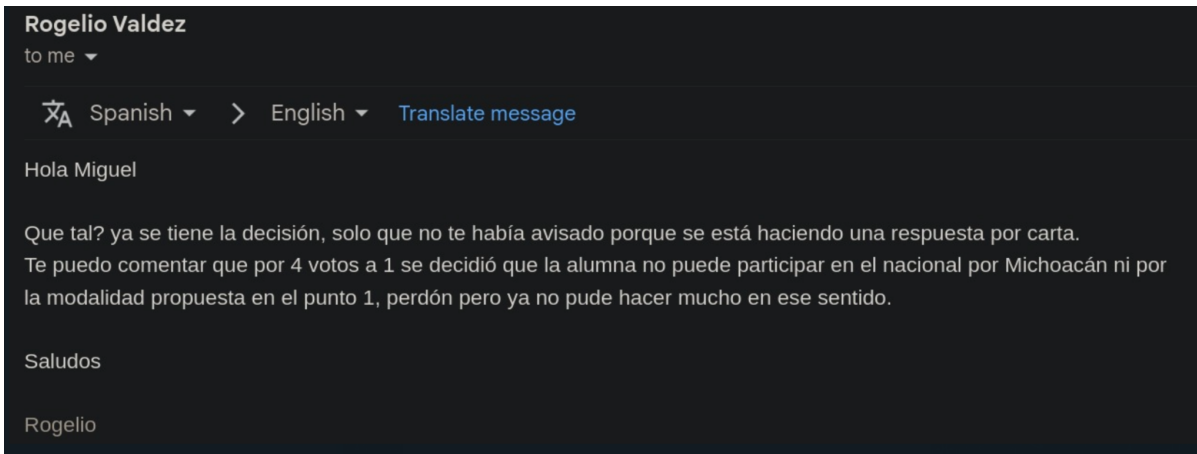 Rogelio Valdez
to me
Spanish > English Translate message
Hola Miguel
Que tal? ya se tiene la decisión, solo que no te había avisado porque se está haciendo una respuesta por carta.
Te puedo comentar que por 4 votos a 1 se decidió que la alumna no puede participar en el nacional por Michoacán ni por
la modalidad propuesta en el punto 1, perdón pero ya no pude hacer mucho en ese sentido.
Saludos
Rogelio